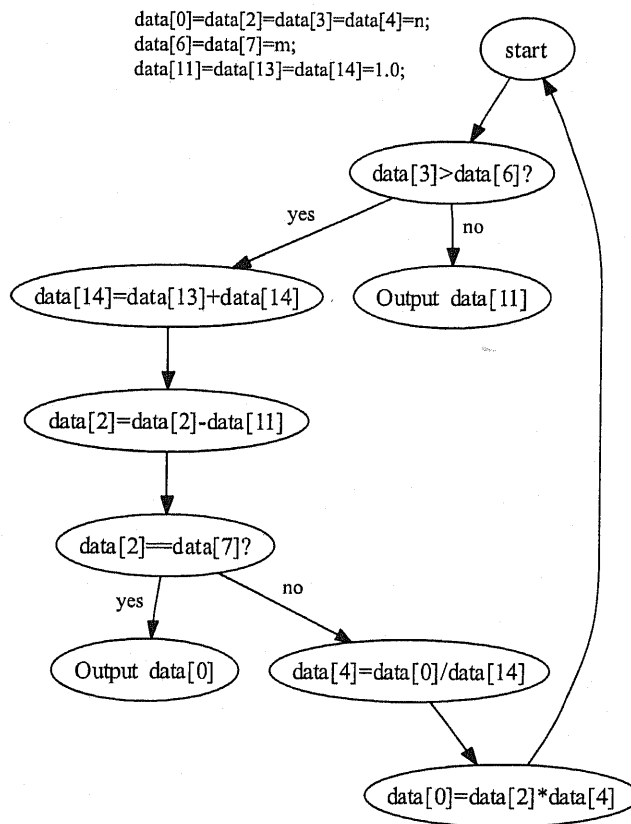 data[0]=data[2]=data[3]=data[4]=n;
data[6]=data[7]=m;
data[11]=data[13]=data[14]=1.0;
start
data[3]>data[6]?
yes
no
data[14]=data[13]+data[14]
Output data[11]
data[2]=data[2]-data[11]
data[2]==data[7]?
yes
no
Output data[0]
data[4]=data[0]/data[14]
data[0]=data[2]*data[4]